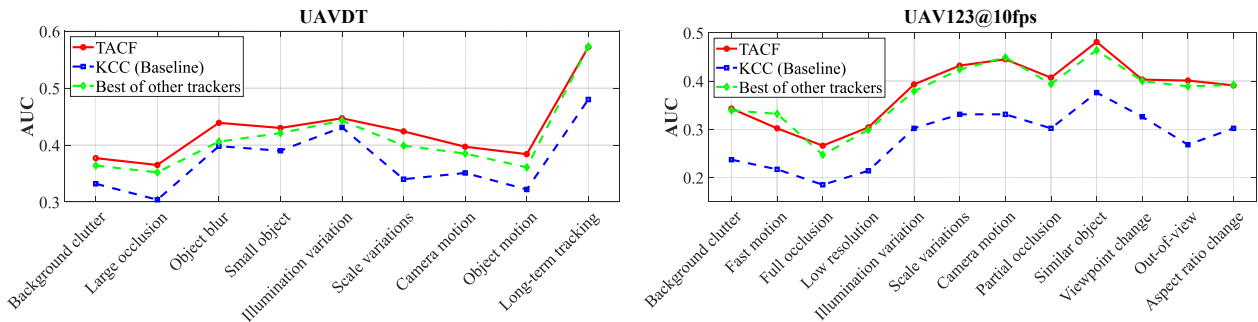 UAVDT
0.6
0.5
0.4
0.3
AUC
TACF
KCC (Baseline)
Best of other trackers
Background clutter
Large occlusion
Object blur
Small object
Illumination variation
Scale variations
Camera motion
Object motion
Long-term tracking
UAV123@10fps
0.5
0.4
0.3
0.2
AUC
TACF
KCC (Baseline)
Best of other trackers
Background clutter
Fast motion
Full occlusion
Low resolution
Illumination variation
Scale variations
Camera motion
Partial occlusion
Similar object
Viewpoint change
Out-of-view
Aspect ratio change